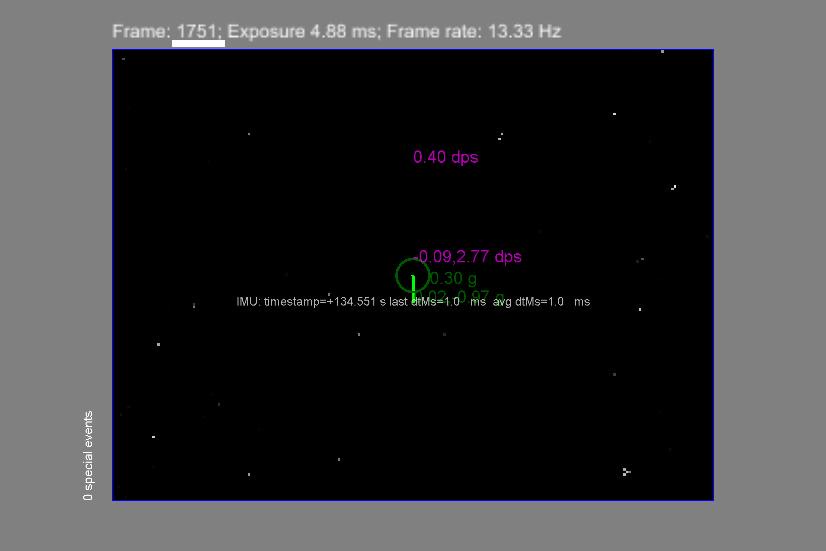 Frame: 1751; Exposure 4.88 ms; Frame rate: 13.33 Hz
0.40 dps
-0.09,2.77 dps
0.30 g
0.97 g
IMU: timestamp=+134.551 s last dtMs=1.0 ms avg dtMs=1.0 ms
0 special events